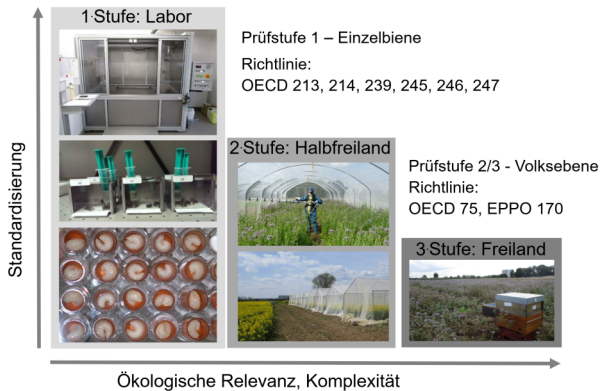 1.Stufe: Labor
Prüfstufe 1 – Einzelbiene
Richtlinie:
OECD 213, 214, 239, 245, 246, 247
2.Stufe: Halbfreiland
Prüfstufe 2/3 - Volksebene
Richtlinie:
OECD 75, EPPO 170
3.Stufe: Freiland
Standardisierung
Ökologische Relevanz, Komplexität